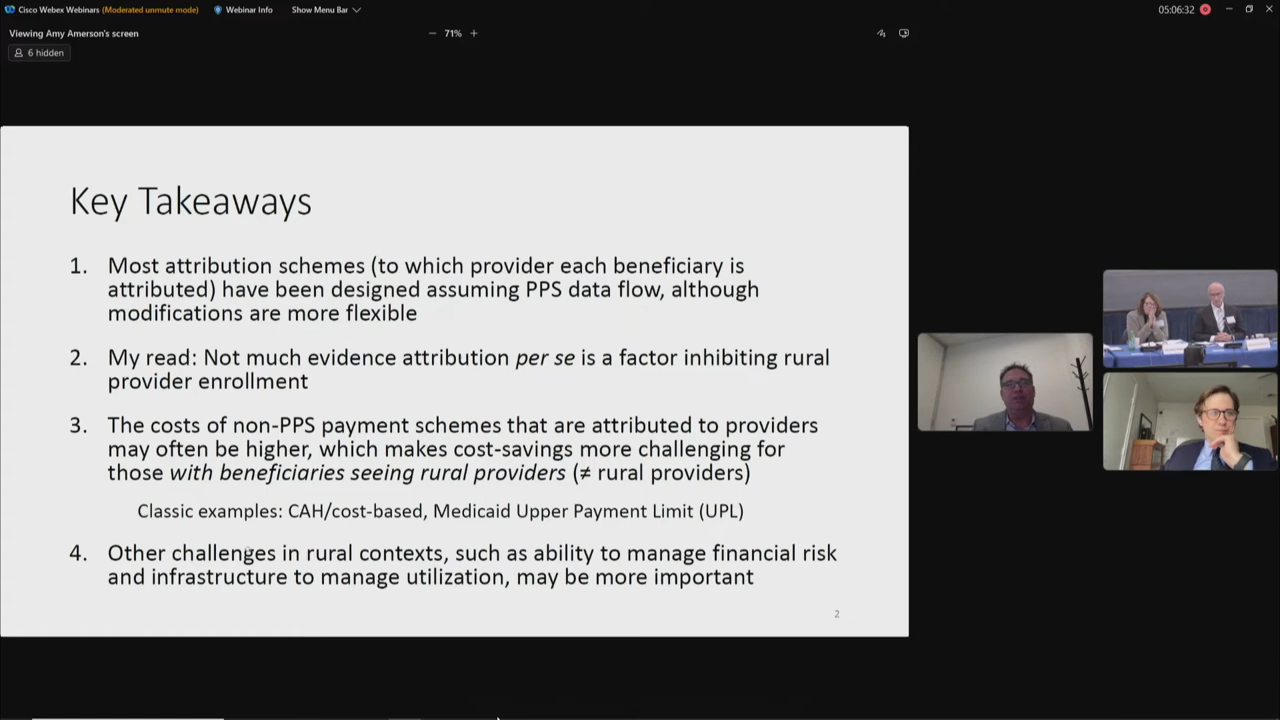 Cisco Webex Webinars (Moderated unmute mode) Webinar Info Show Menu Bar 05:06:32
Viewing Amy Amerson's screen 71%
6 hidden
Key Takeaways
1. Most attribution schemes (to which provider each beneficiary is
attributed) have been designed assuming PPS data flow, although
modifications are more flexible
2. My read: Not much evidence attribution per se is a factor inhibiting rural
provider enrollment
3. The costs of non-PPS payment schemes that are attributed to providers
may often be higher, which makes cost-savings more challenging for
those with beneficiaries seeing rural providers (≠ rural providers)
Classic examples: CAH/cost-based, Medicaid Upper Payment Limit (UPL)
4. Other challenges in rural contexts, such as ability to manage financial risk
and infrastructure to manage utilization, may be more important
2